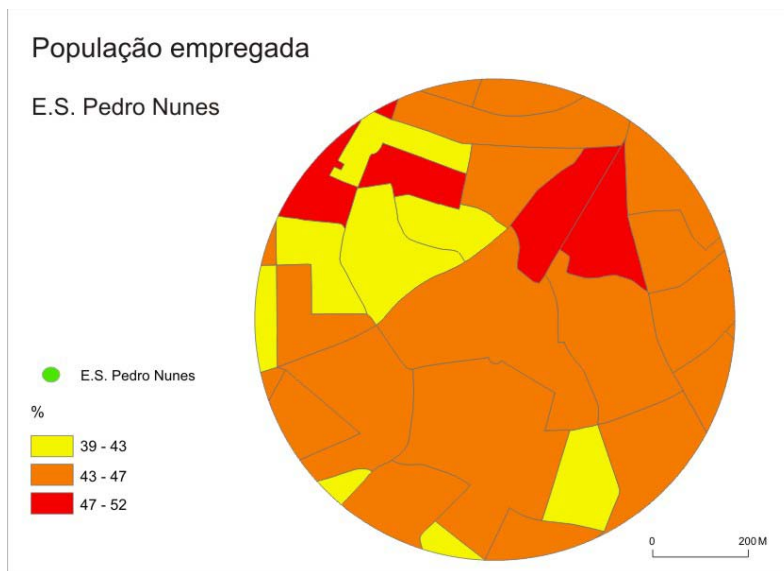 População empregada
E.S. Pedro Nunes
E.S. Pedro Nunes
%
39 - 43
43 - 47
47 - 52
0 200 M